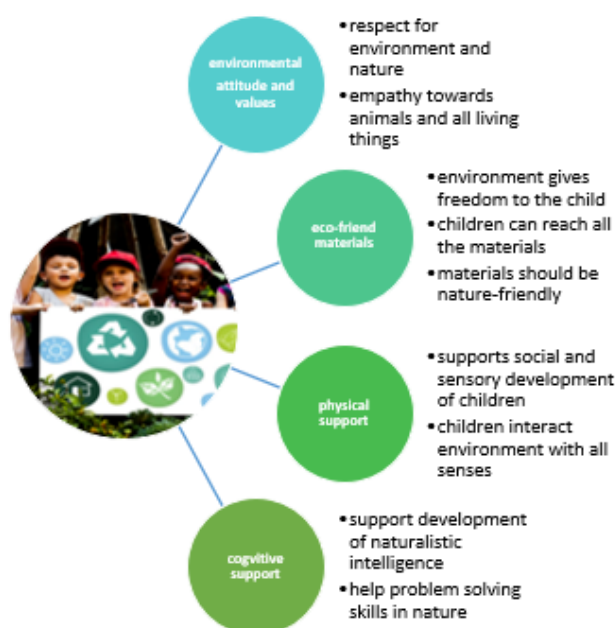 environmental
attitude and
values
• respect for
environment and
nature
• empathy towards
animals and all living
things
eco-friend
materials
• environment gives
freedom to the child
• children can reach all
the materials
• materials should be
nature-friendly
physical
support
• supports social and
sensory development
of children
• children interact
environment with all
senses
cogvitive
support
• support development
of naturalistic
intelligence
• help problem solving
skills in nature